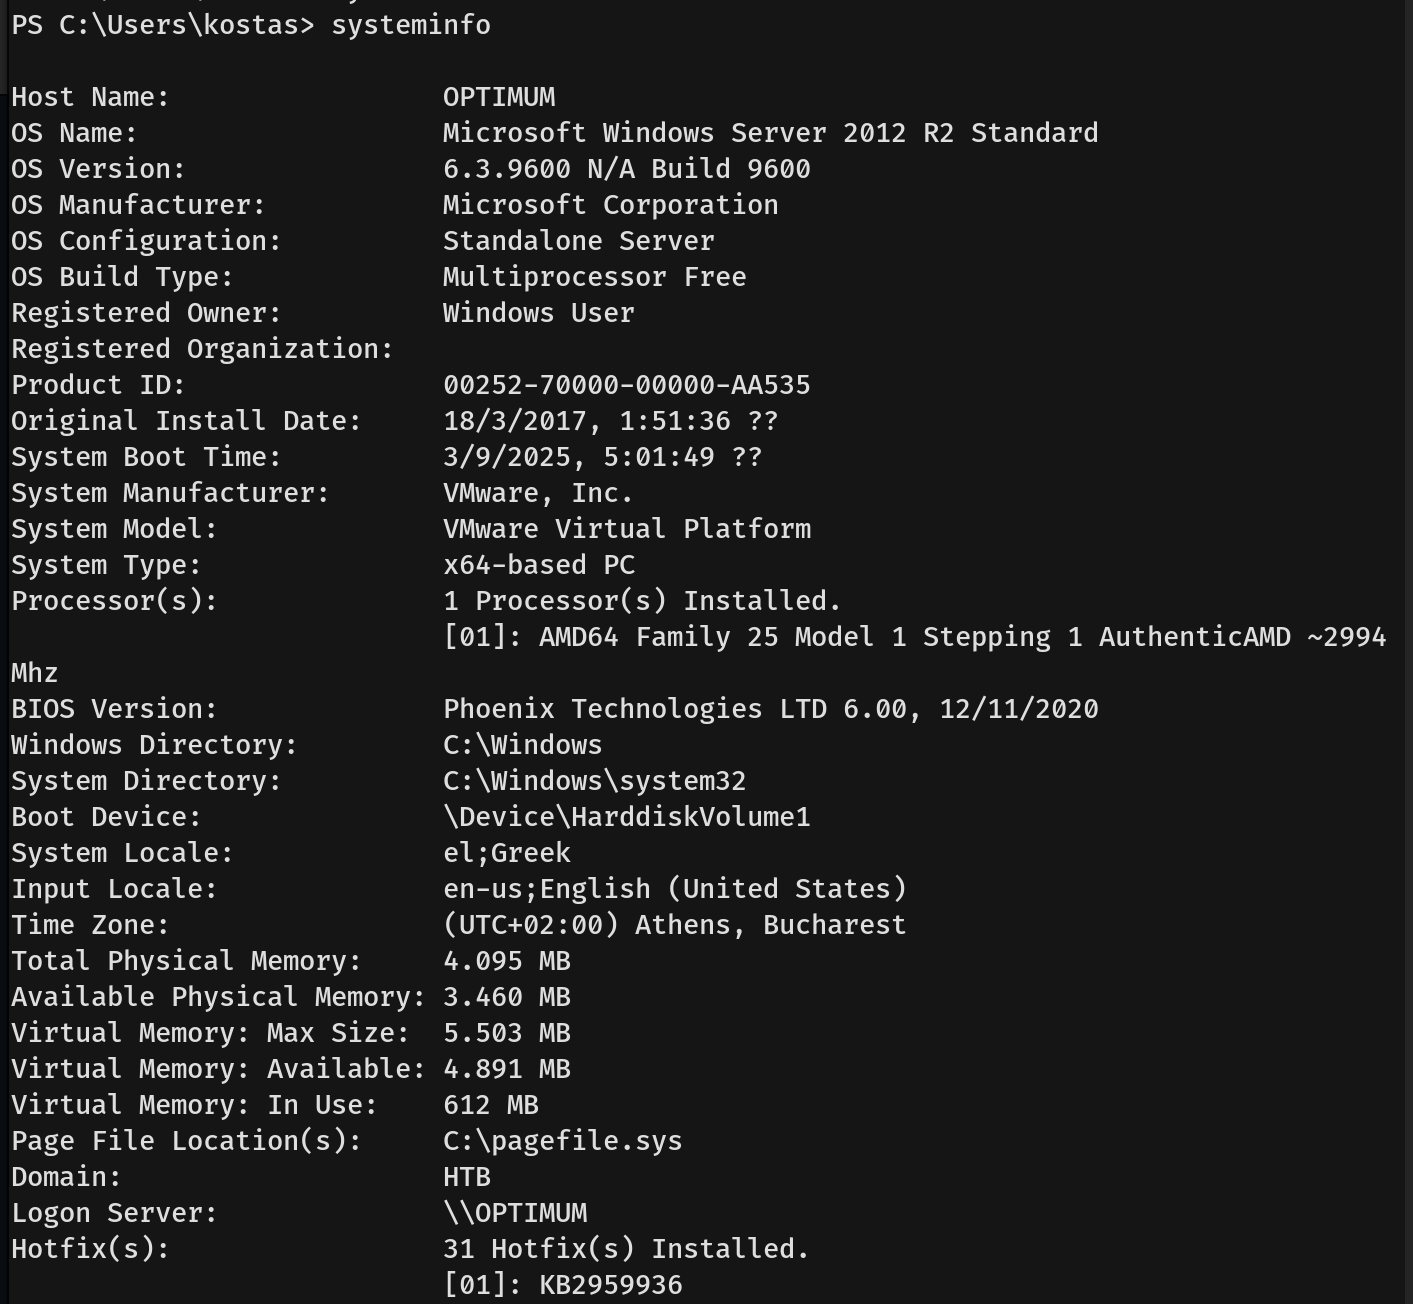 PS C:\Users\kostas> systeminfo
Host Name:                 OPTIMUM
OS Name:                   Microsoft Windows Server 2012 R2 Standard
OS Version:                6.3.9600 N/A Build 9600
OS Manufacturer:           Microsoft Corporation
OS Configuration:          Standalone Server
OS Build Type:             Multiprocessor Free
Registered Owner:          Windows User
Registered Organization:
Product ID:                00252-70000-00000-AA535
Original Install Date:     18/3/2017, 1:51:36 ??
System Boot Time:          3/9/2025, 5:01:49 ??
System Manufacturer:       VMware, Inc.
System Model:              VMware Virtual Platform
System Type:               x64-based PC
Processor(s):              1 Processor(s) Installed.
                           [01]: AMD64 Family 25 Model 1 Stepping 1 AuthenticAMD ~2994
Mhz
BIOS Version:              Phoenix Technologies LTD 6.00, 12/11/2020
Windows Directory:         C:\Windows
System Directory:          C:\Windows\system32
Boot Device:               \Device\HarddiskVolume1
System Locale:             el;Greek
Input Locale:              en-us;English (United States)
Time Zone:                 (UTC+02:00) Athens, Bucharest
Total Physical Memory:     4.095 MB
Available Physical Memory: 3.460 MB
Virtual Memory: Max Size:  5.503 MB
Virtual Memory: Available: 4.891 MB
Virtual Memory: In Use:    612 MB
Page File Location(s):     C:\pagefile.sys
Domain:                    HTB
Logon Server:              \\OPTIMUM
Hotfix(s):                 31 Hotfix(s) Installed.
                           [01]: KB2959936